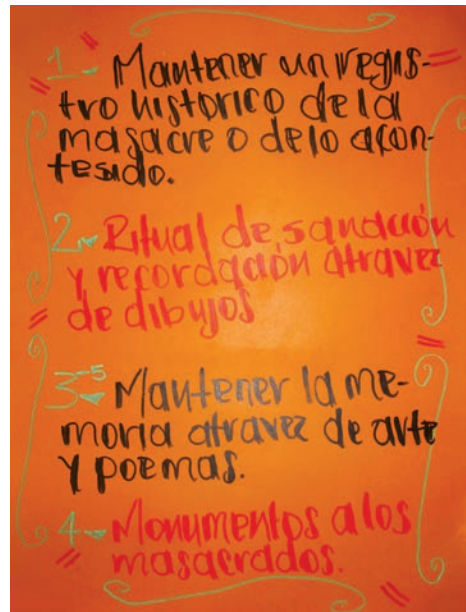 1- Mantener un regis-
tro historico de la
masacre o de lo acon-
tesido.
2- Ritual de sanación
y recordación atravez
de dibujos
3-5 Mantener la me-
moria atravez de arte
y poemas.
4- Monumentos a los
masacrados.